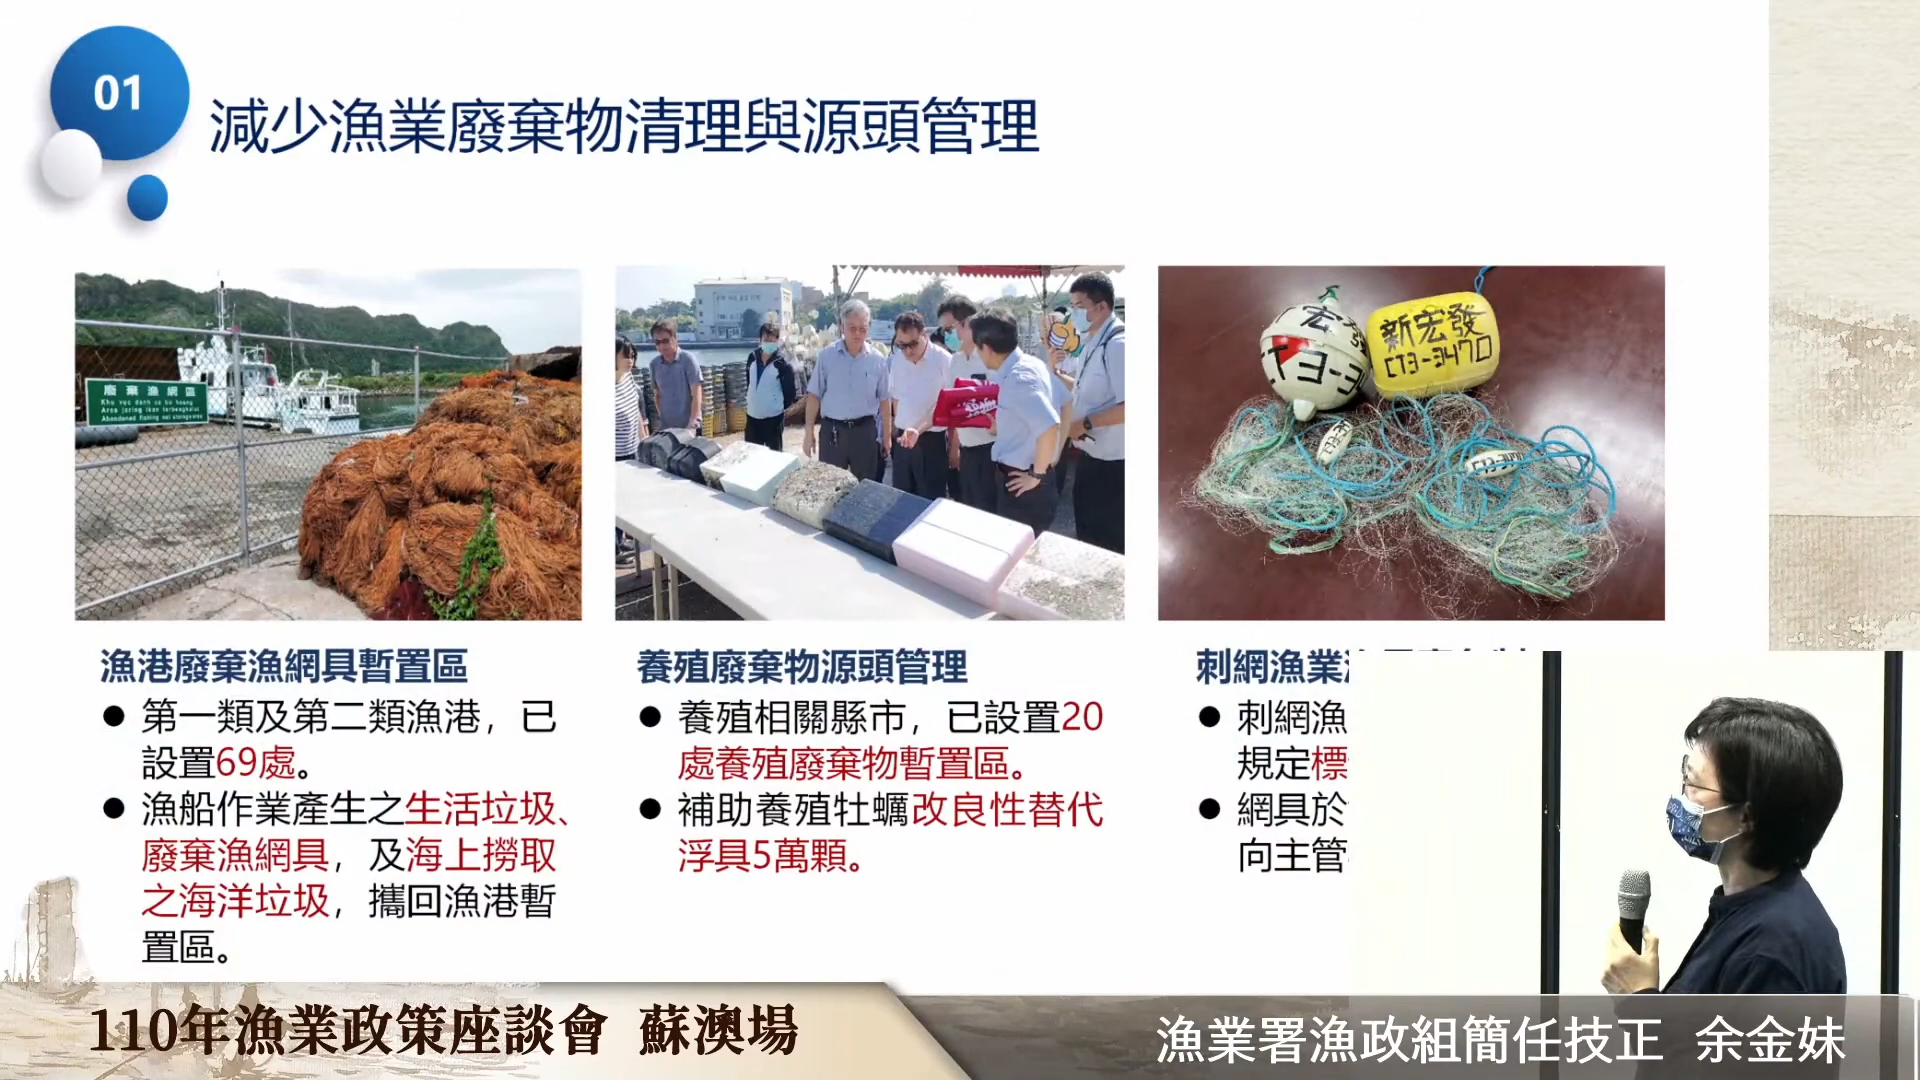 01
減少漁業廢棄物清理與源頭管理
廢棄漁網區
Abandoned fishing net storagearea
宏
CT3-3
新宏發
CT3-3470
漁港廢棄漁網具暫置區
● 第一類及第二類漁港，已
設置69處。
● 漁船作業產生之生活垃圾、
廢棄漁網具，及海上撈取
之海洋垃圾，攜回漁港暫
置區。
養殖廢棄物源頭管理
● 養殖相關縣市，已設置20
處養殖廢棄物暫置區。
● 補助養殖牡蠣改良性替代
浮具5萬顆。
刺網漁業
● 刺網漁
規定標
● 網具於
向主管
110年漁業政策座談會 蘇澳場
漁業署漁政組簡任技正 余金妹